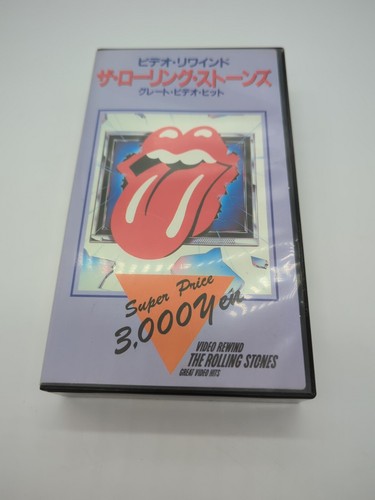 ビデオ・リワインド
ザ・ローリング・ストーンズ
グレート・ビデオ・ヒット
Super Price
3,000Yen
VIDEO REWIND
THE ROLLING STONES
GREAT VIDEO HITS